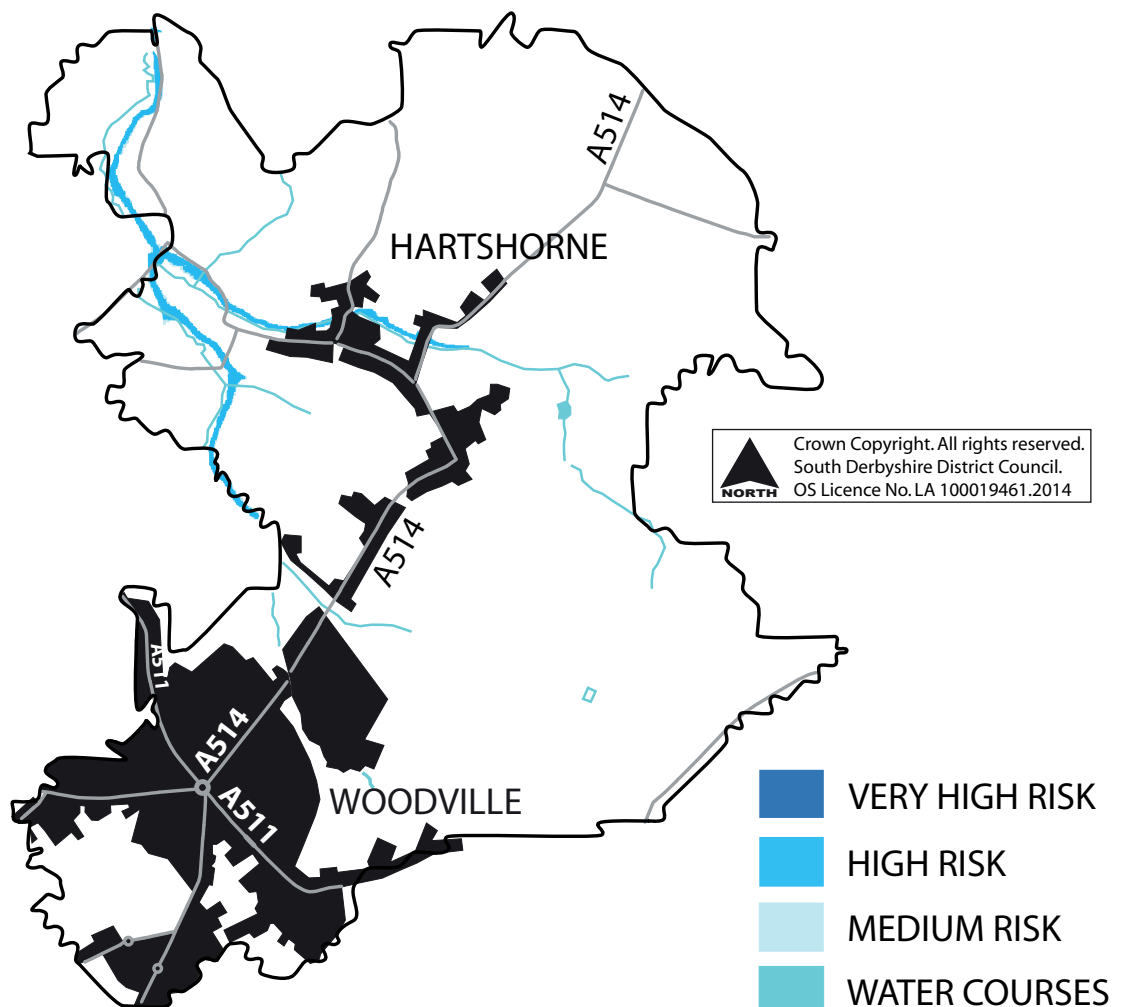 A514
HARTSHORNE
Crown Copyright. All rights reserved.
South Derbyshire District Council.
OS Licence No. LA 100019461.2014
NORTH
A514
A511
A514
A511
WOODVILLE
VERY HIGH RISK
HIGH RISK
MEDIUM RISK
WATER COURSES